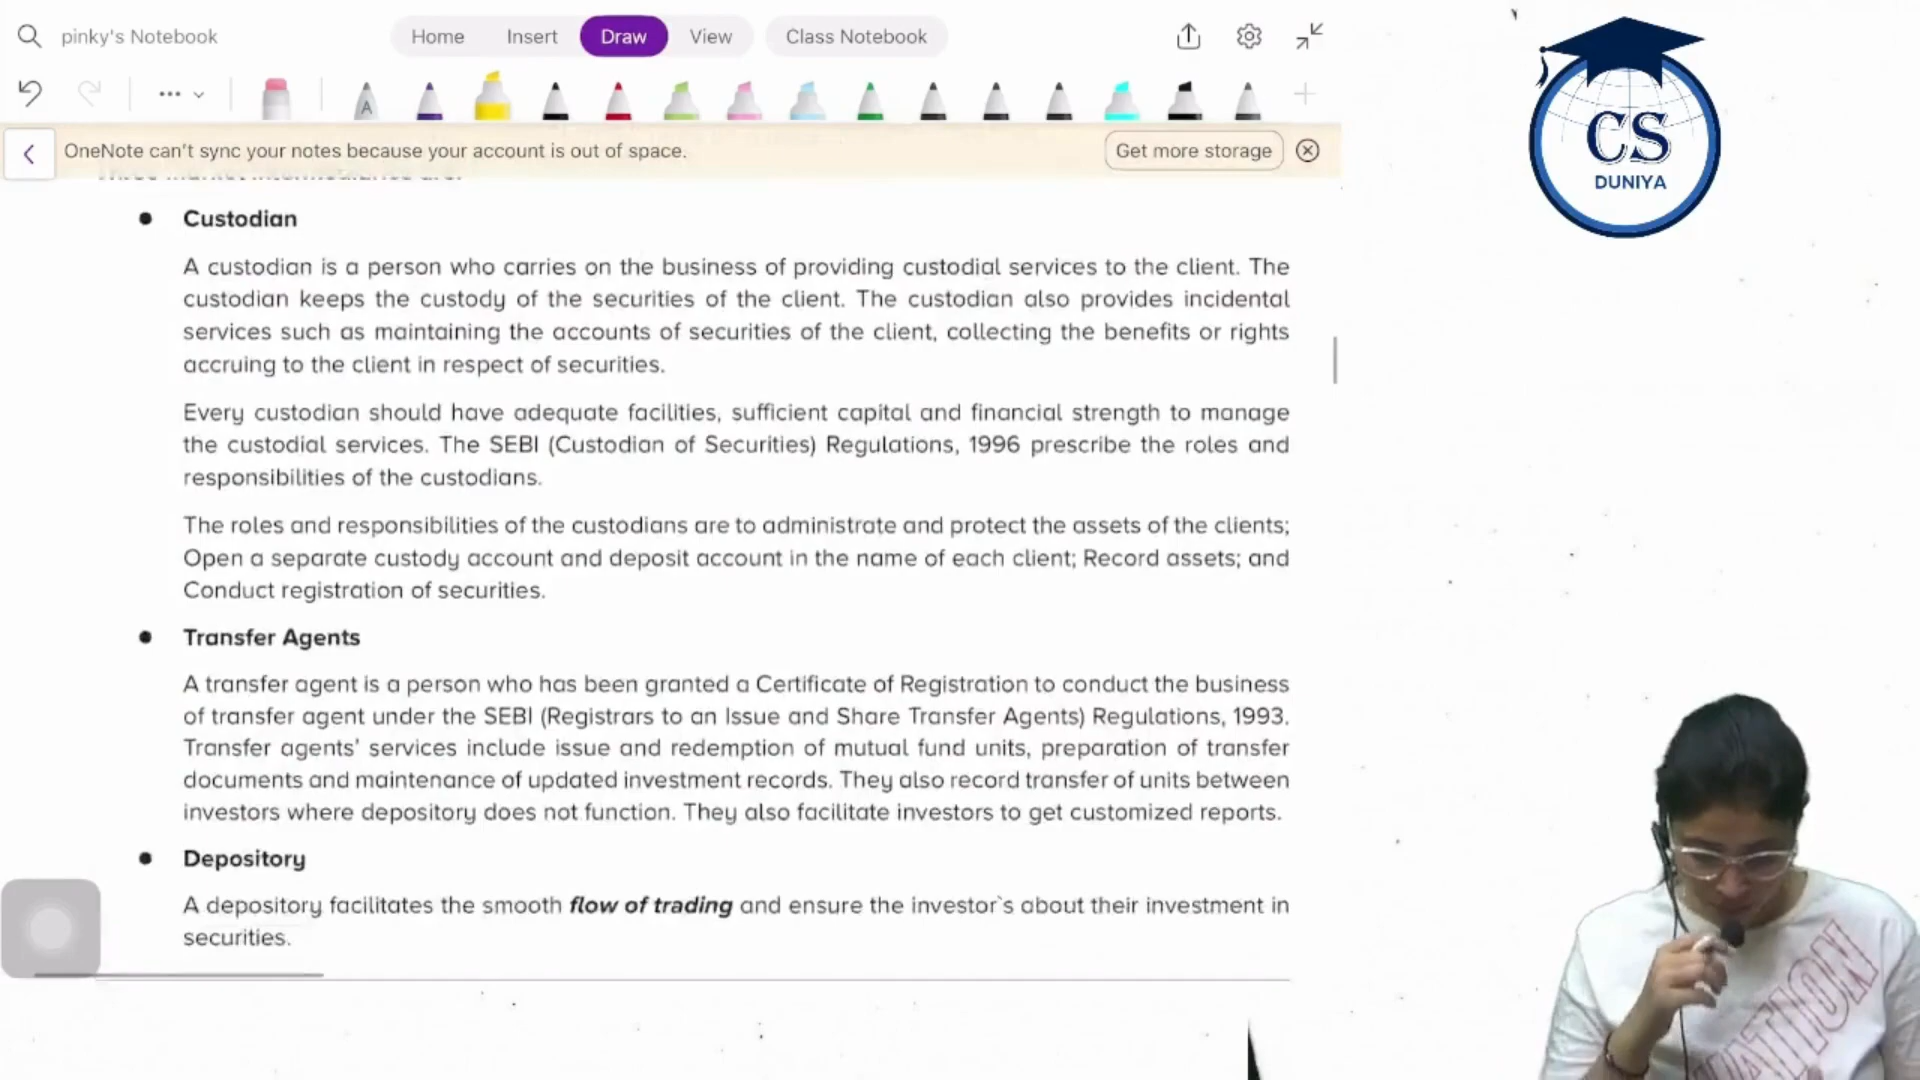 pinky's Notebook
Home Insert Draw View Class Notebook
A
OneNote can't sync your notes because your account is out of space.
Get more storage
CS
DUNIYA
Custodian
A custodian is a person who carries on the business of providing custodial services to the client. The
custodian keeps the custody of the securities of the client. The custodian also provides incidental
services such as maintaining the accounts of securities of the client, collecting the benefits or rights
accruing to the client in respect of securities.
Every custodian should have adequate facilities, sufficient capital and financial strength to manage
the custodial services. The SEBI (Custodian of Securities) Regulations, 1996 prescribe the roles and
responsibilities of the custodians.
The roles and responsibilities of the custodians are to administrate and protect the assets of the clients;
Open a separate custody account and deposit account in the name of each client; Record assets; and
Conduct registration of securities.
Transfer Agents
A transfer agent is a person who has been granted a Certificate of Registration to conduct the business
of transfer agent under the SEBI (Registrars to an Issue and Share Transfer Agents) Regulations, 1993.
Transfer agents' services include issue and redemption of mutual fund units, preparation of transfer
documents and maintenance of updated investment records. They also record transfer of units between
investors where depository does not function. They also facilitate investors to get customized reports.
Depository
A depository facilitates the smooth flow of trading and ensure the investor`s about their investment in
securities.